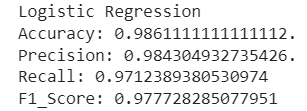 Logistic Regression
Accuracy: 0.9861111111111112.
Precision: 0.984304932735426.
Recall: 0.9712389380530974
F1_Score: 0.977728285077951